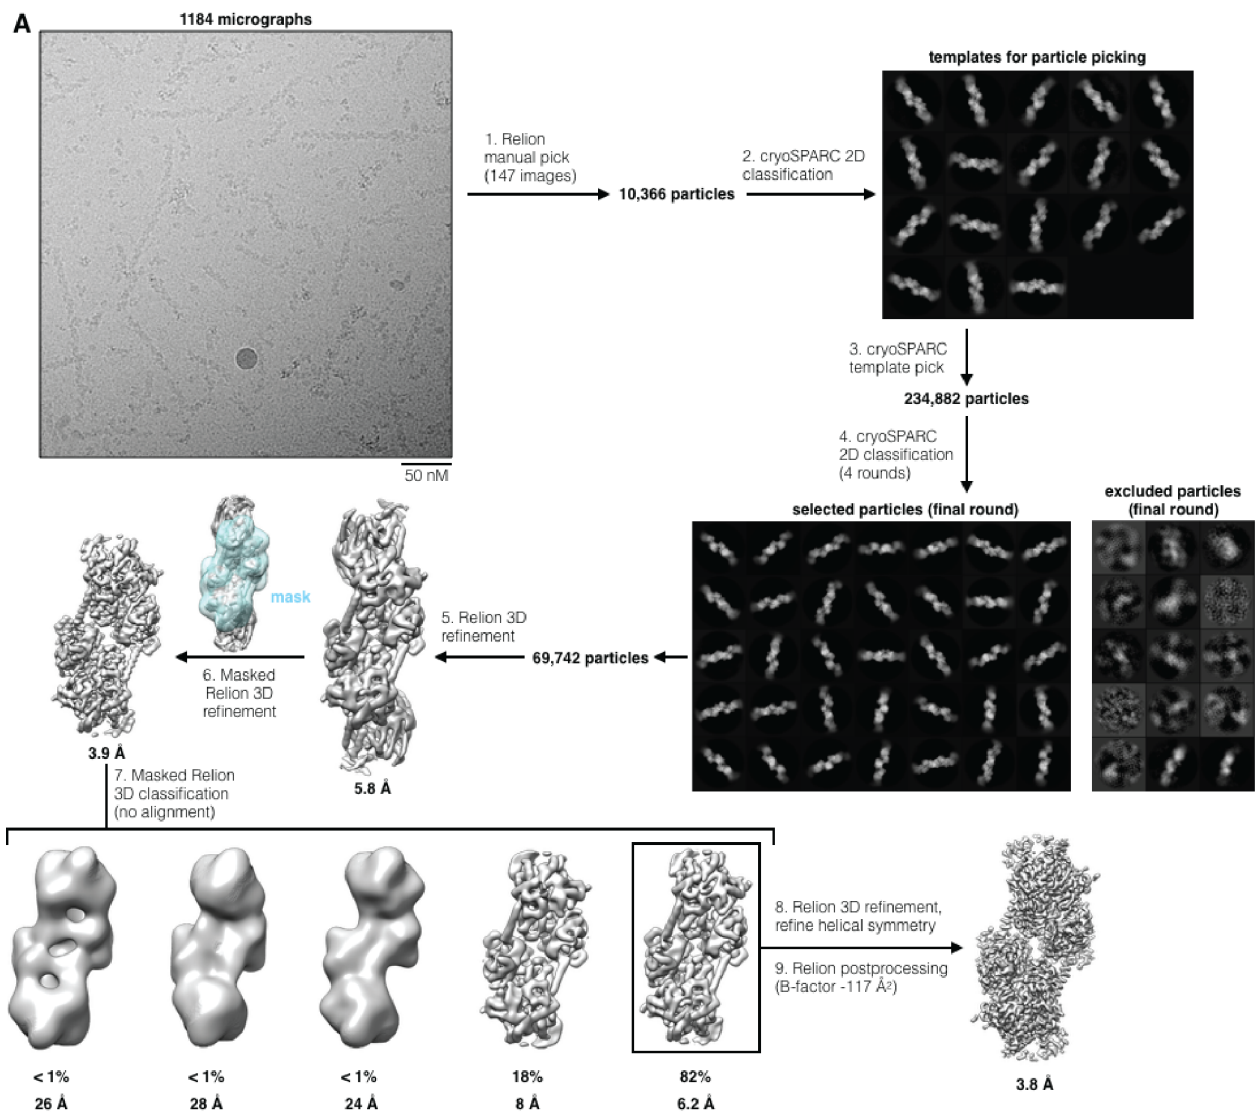 A
1184 micrographs
50 nM
1. Relion
manual pick
(147 images)
10,366 particles
2. cryoSPARC 2D
classification
templates for particle picking
3. cryoSPARC
template pick
234,882 particles
4. cryoSPARC
2D classification
(4 rounds)
selected particles (final round)
excluded particles
(final round)
69,742 particles
5. Relion 3D
refinement
5.8 Å
mask
6. Masked
Relion 3D
refinement
3.9 Å
7. Masked Relion
3D classification
(no alignment)
< 1%
26 Å
< 1%
28 Å
< 1%
24 Å
18%
8 Å
82%
6.2 Å
8. Relion 3D refinement,
refine helical symmetry
9. Relion postprocessing
(B-factor -117 Å²)
3.8 Å